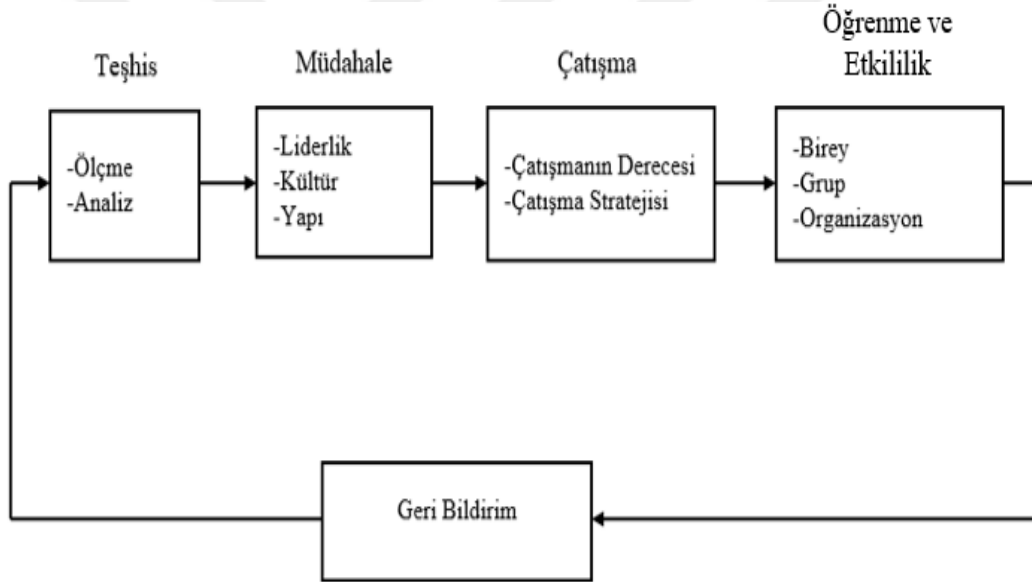 Teşhis
-Ölçme
-Analiz
Müdahale
-Liderlik
-Kültür
-Yapı
Çatışma
-Çatışmanın Derecesi
-Çatışma Stratejisi
Öğrenme ve
Etkililik
-Birey
-Grup
-Organizasyon
Geri Bildirim